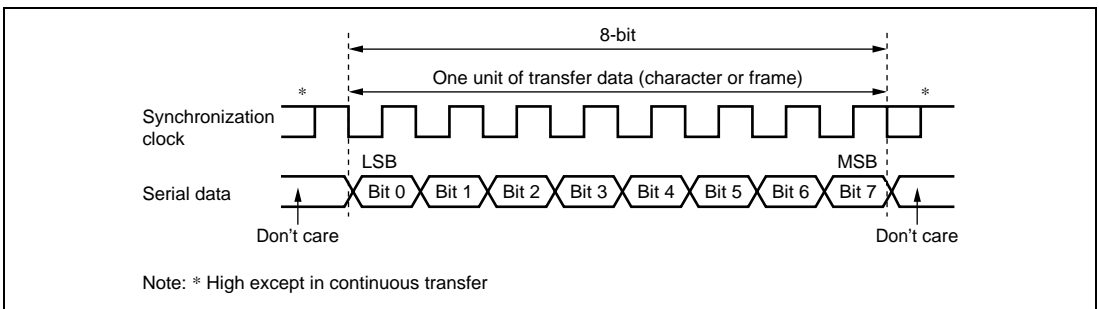 8-bit
One unit of transfer data (character or frame)
* *
Synchronization
clock
LSB MSB
Serial data Bit 0 Bit 1 Bit 2 Bit 3 Bit 4 Bit 5 Bit 6 Bit 7
Don't care Don't care
Note: * High except in continuous transfer